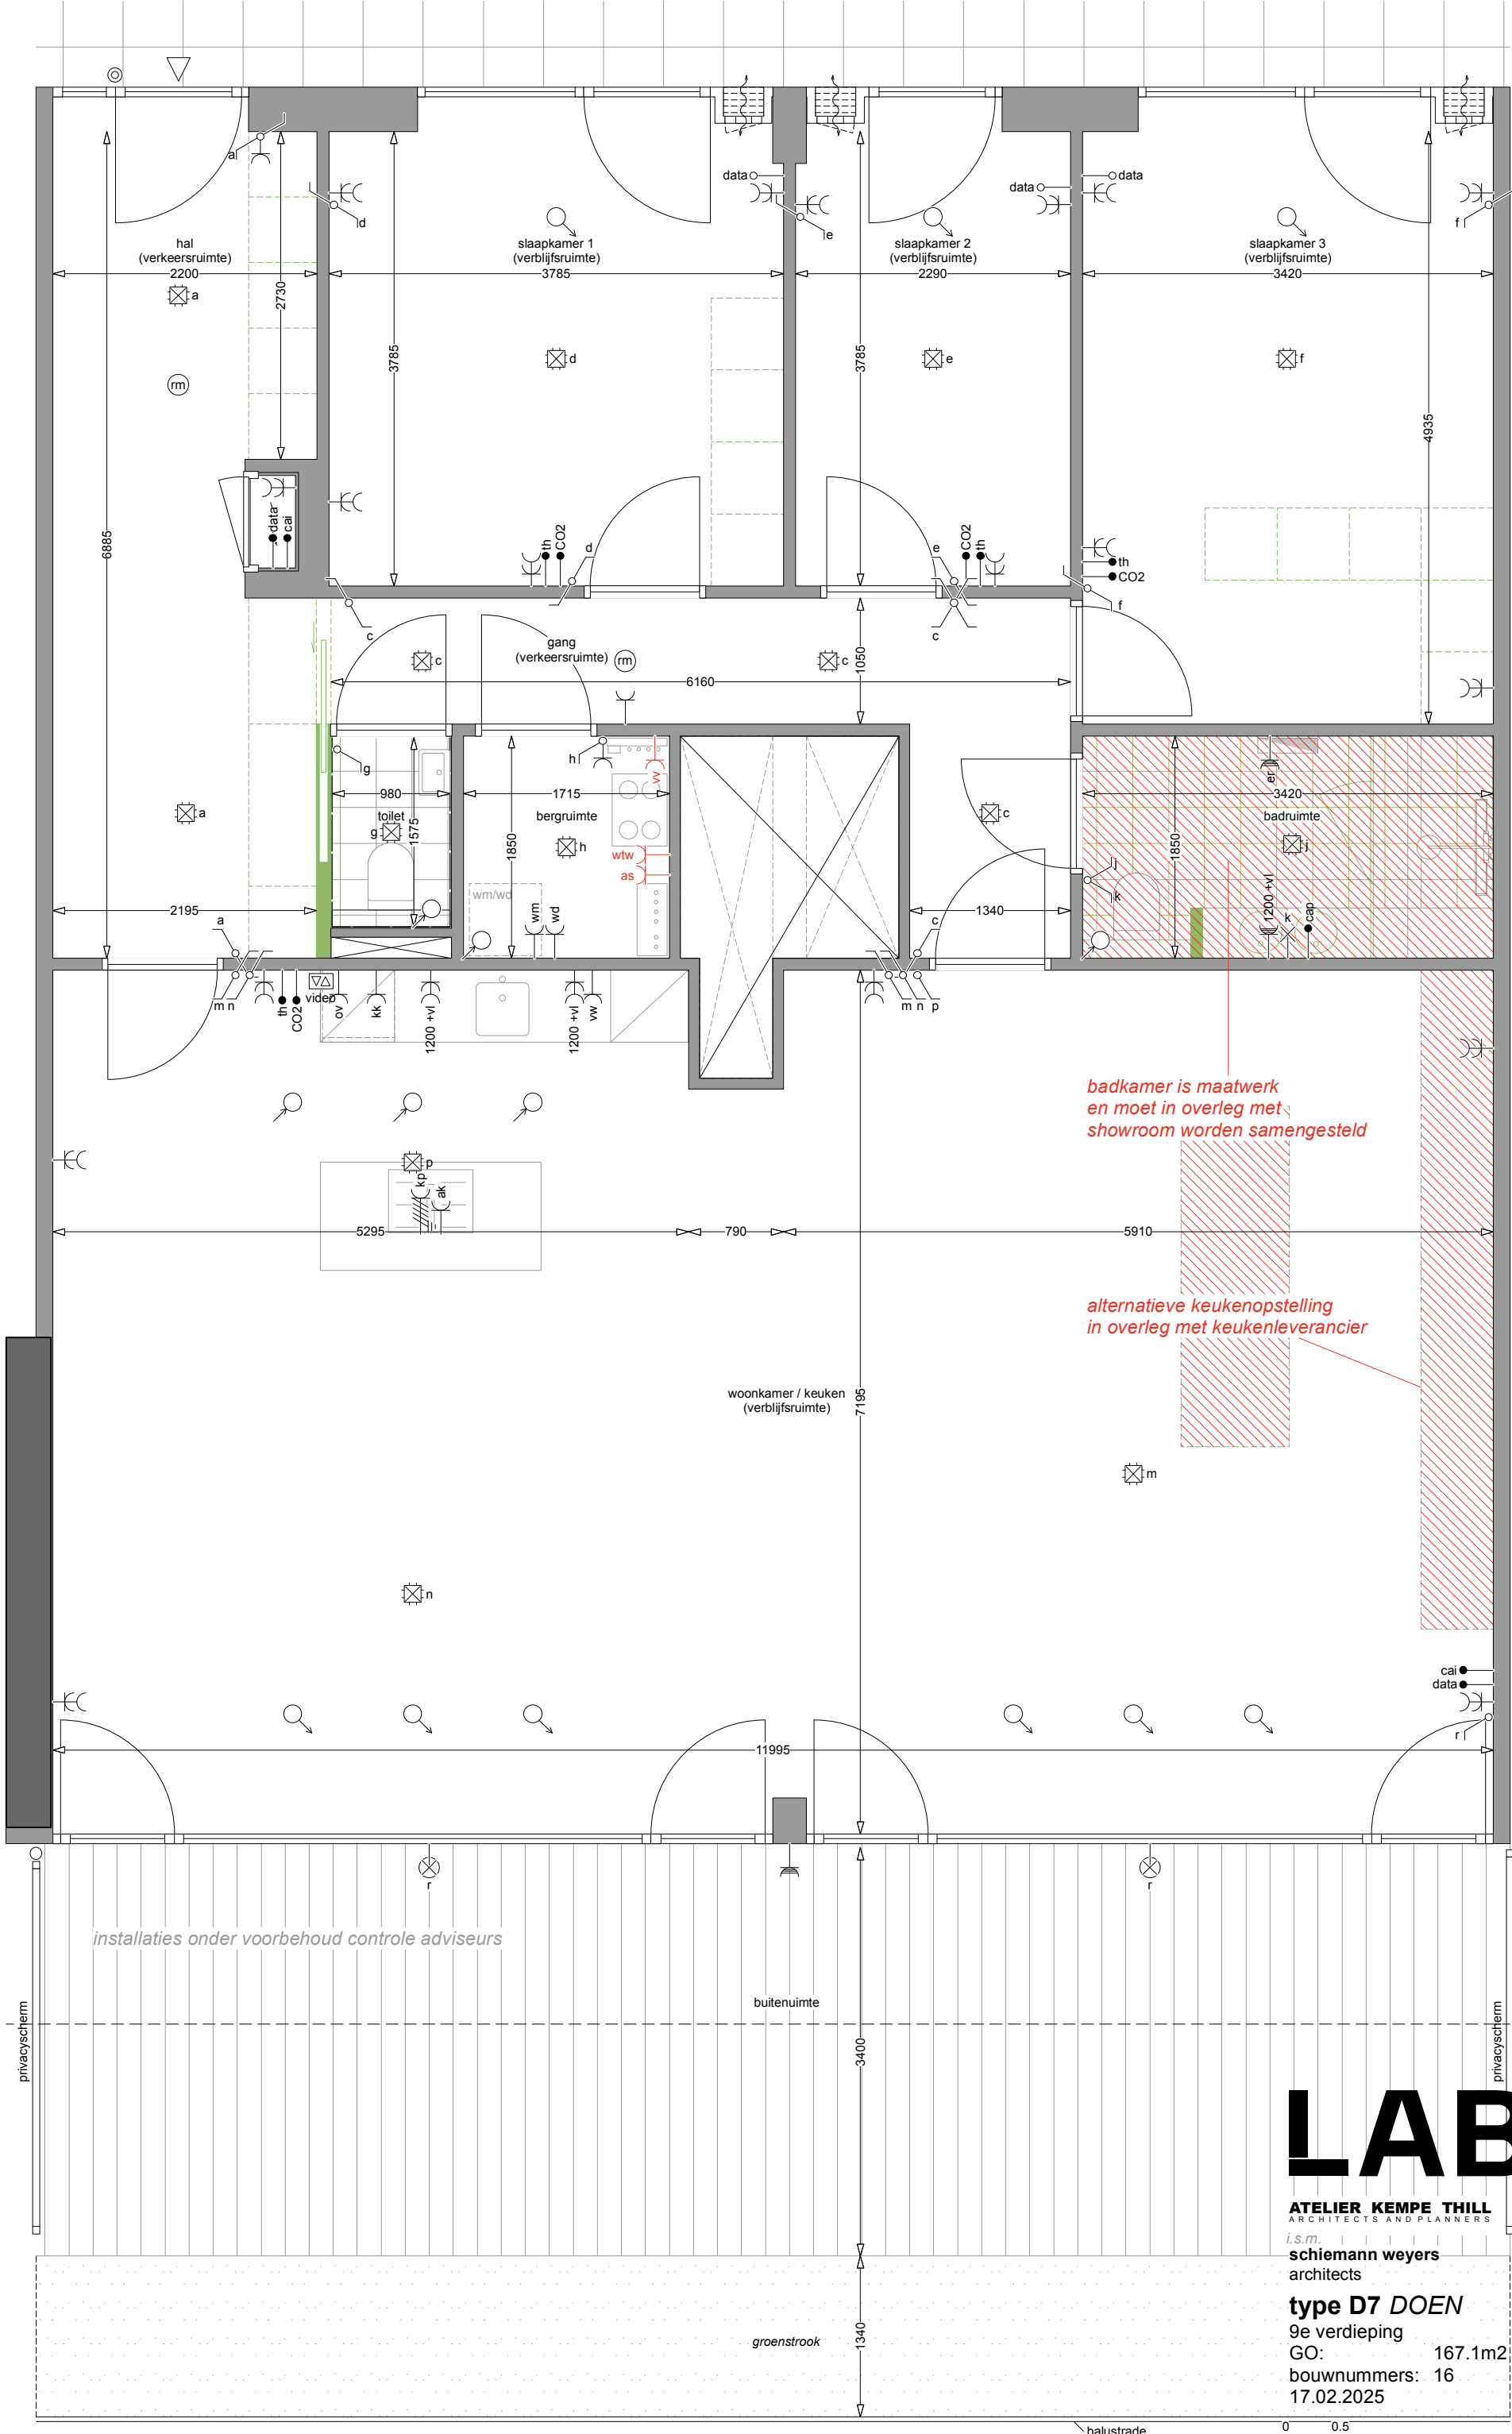 a
data
data
data
d
e
f
hal
(verkeersruimte)
2200
slaapkamer 1
(verblijfsruimte)
3785
slaapkamer 2
(verblijfsruimte)
2290
slaapkamer 3
(verblijfsruimte)
3420
2730
a
3785
d
3785
e
f
rm
4935
6885
data
cai
th
CO2
d
e
CO2
th
th
CO2
f
c
c
c
gang
(verkeersruimte)
rm
c
1050
6160
g
h
vv
er
980
toilet
g
1575
1715
bergruimte
h
1850
wtw
as
wm/wd
wm
wd
a
c
3420
badruimte
j
1850
j
k
1200 +vl
k
cap
2195
1340
a
c
m n
th
CO2
video
ov
kk
1200 +vl
1200 +vl
vw
m n p
badkamer is maatwerk
en moet in overleg met
showroom worden samengesteld
p
kp
ak
5295
790
5910
alternatieve keukenopstelling
in overleg met keukenleverancier
woonkamer / keuken
(verblijfsruimte)
7195
m
n
cai
data
r
11995
r
r
installaties onder voorbehoud controle adviseurs
buitenuimte
privacyscherm
privacyscherm
3400
LAB
ATELIER KEMPE THILL
ARCHITECTS AND PLANNERS
i.s.m.
schiemann weyers
architects
type D7 DOEN
9e verdieping
GO: 167.1m2
bouwnummers: 16
17.02.2025
groenstrook
1340
balustrade
0 0.5